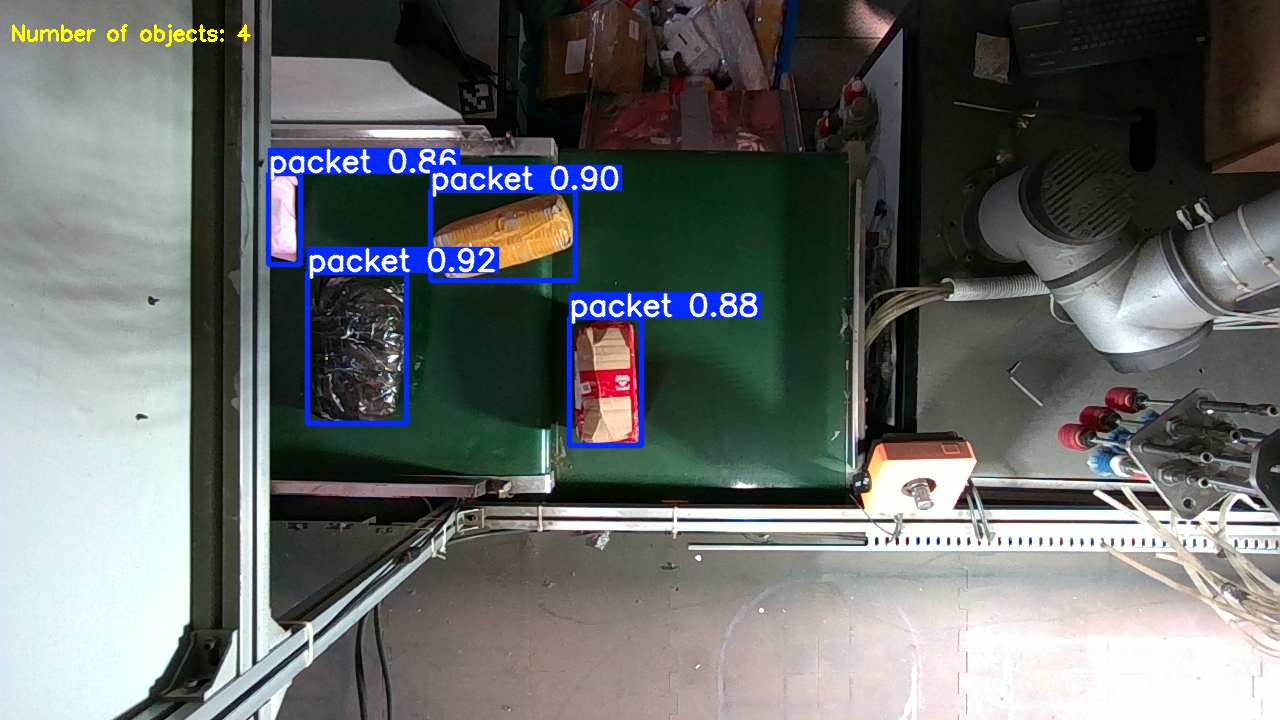 Number of objects: 4
packet 0.86
packet 0.90
packet 0.92
packet 0.88